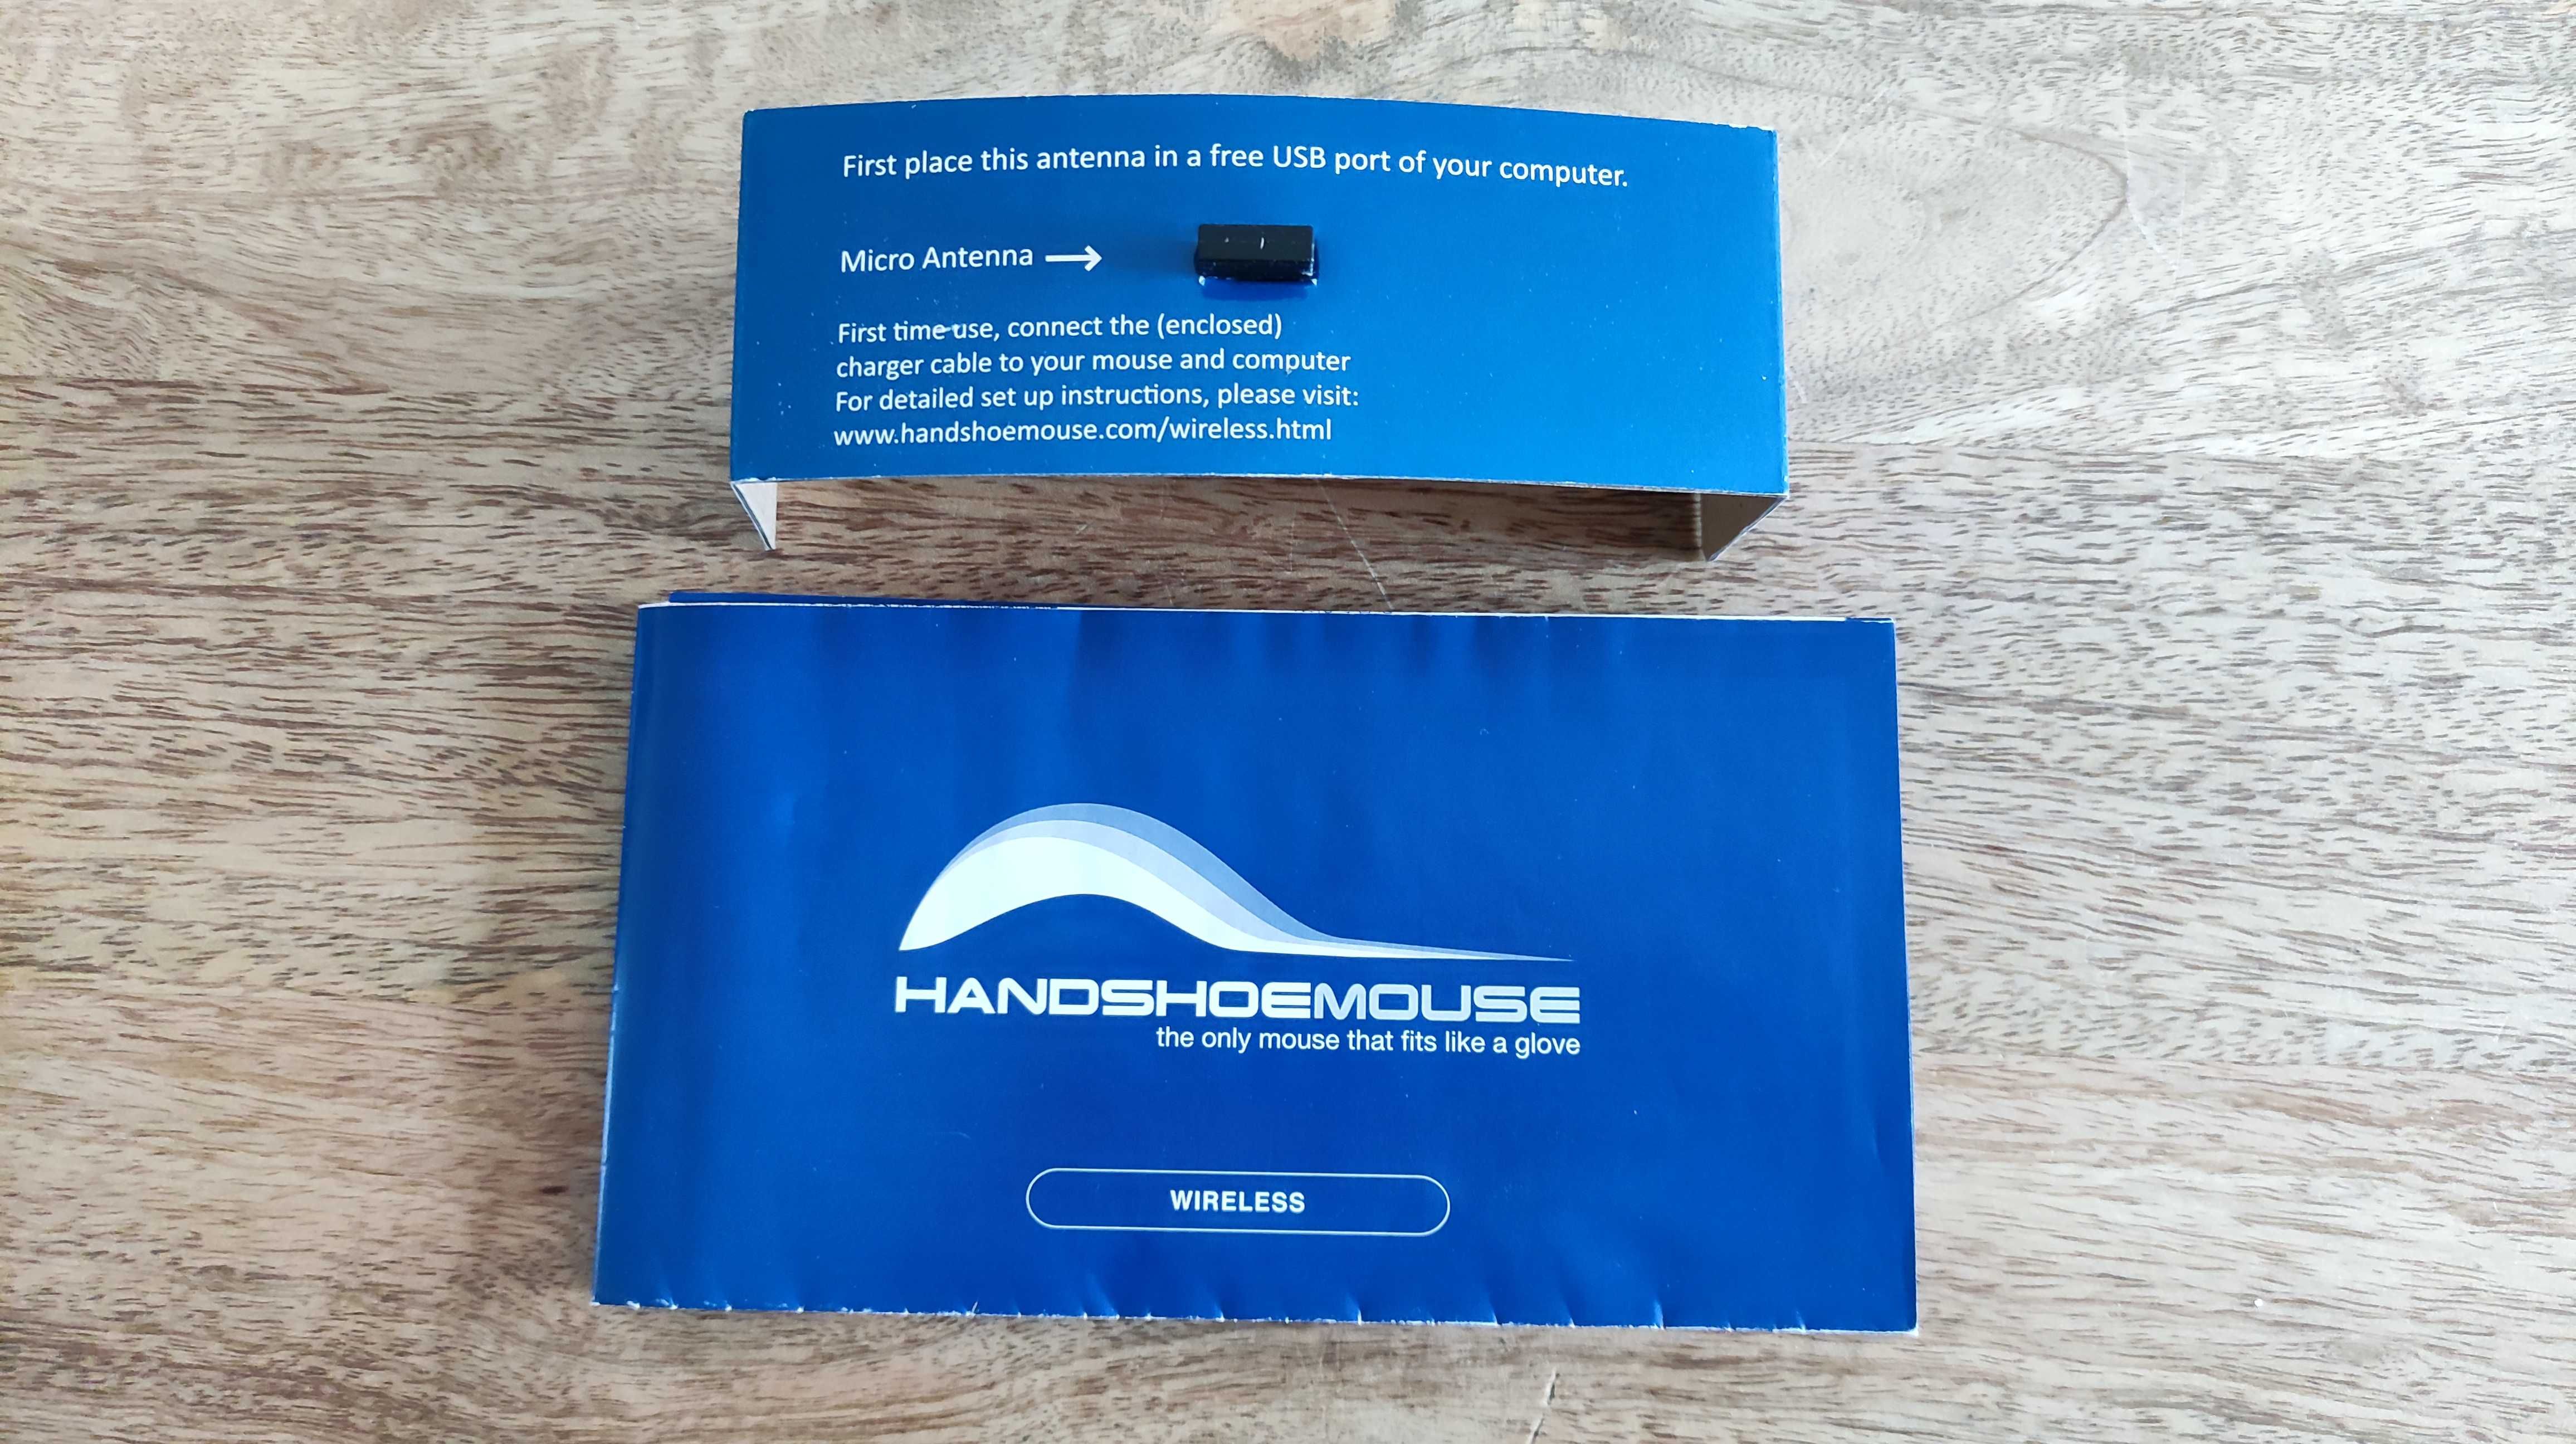 First place this antenna in a free USB port of your computer.
Micro Antenna →
First time use, connect the (enclosed)
charger cable to your mouse and computer
For detailed set up instructions, please visit:
www.handshoemouse.com/wireless.html
HANDSHOEMOUSE
the only mouse that fits like a glove
WIRELESS